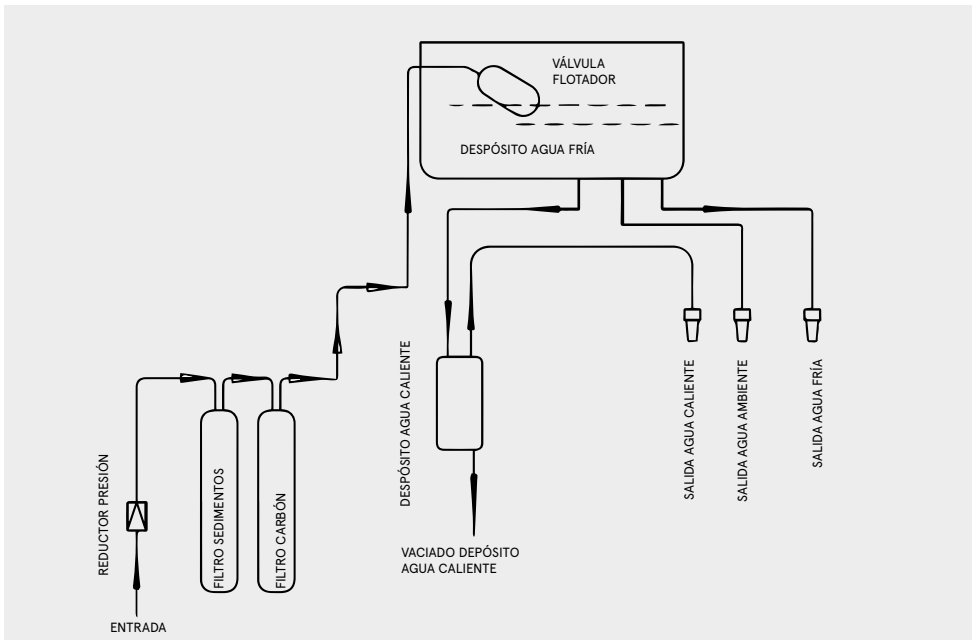 VÁLVULA
FLOTADOR
DESPÓSITO AGUA FRÍA
DESPÓSITO AGUA CALIENTE
SALIDA AGUA CALIENTE
SALIDA AGUA AMBIENTE
SALIDA AGUA FRÍA
REDUCTOR PRESIÓN
FILTRO SEDIMENTOS
FILTRO CARBÓN
VACIADO DEPÓSITO
AGUA CALIENTE
ENTRADA